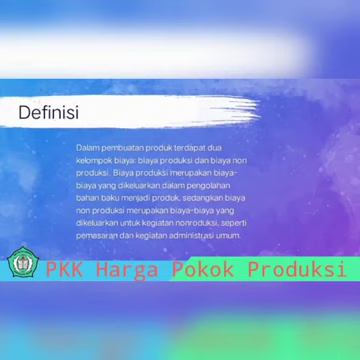 Definisi
Dalam pembuatan produk terdapat dua
kelompok biaya: biaya produksi dan biaya non
produksi. Biaya produksi merupakan biaya-
biaya yang dikeluarkan dalam pengolahan
bahan baku menjadi produk, sedangkan biaya
non produksi merupakan biaya-biaya yang
dikeluarkan untuk kegiatan nonroduksi, seperti
pemasaran dan kegiatan administrasi umum.
PKK Harga Pokok Produksi